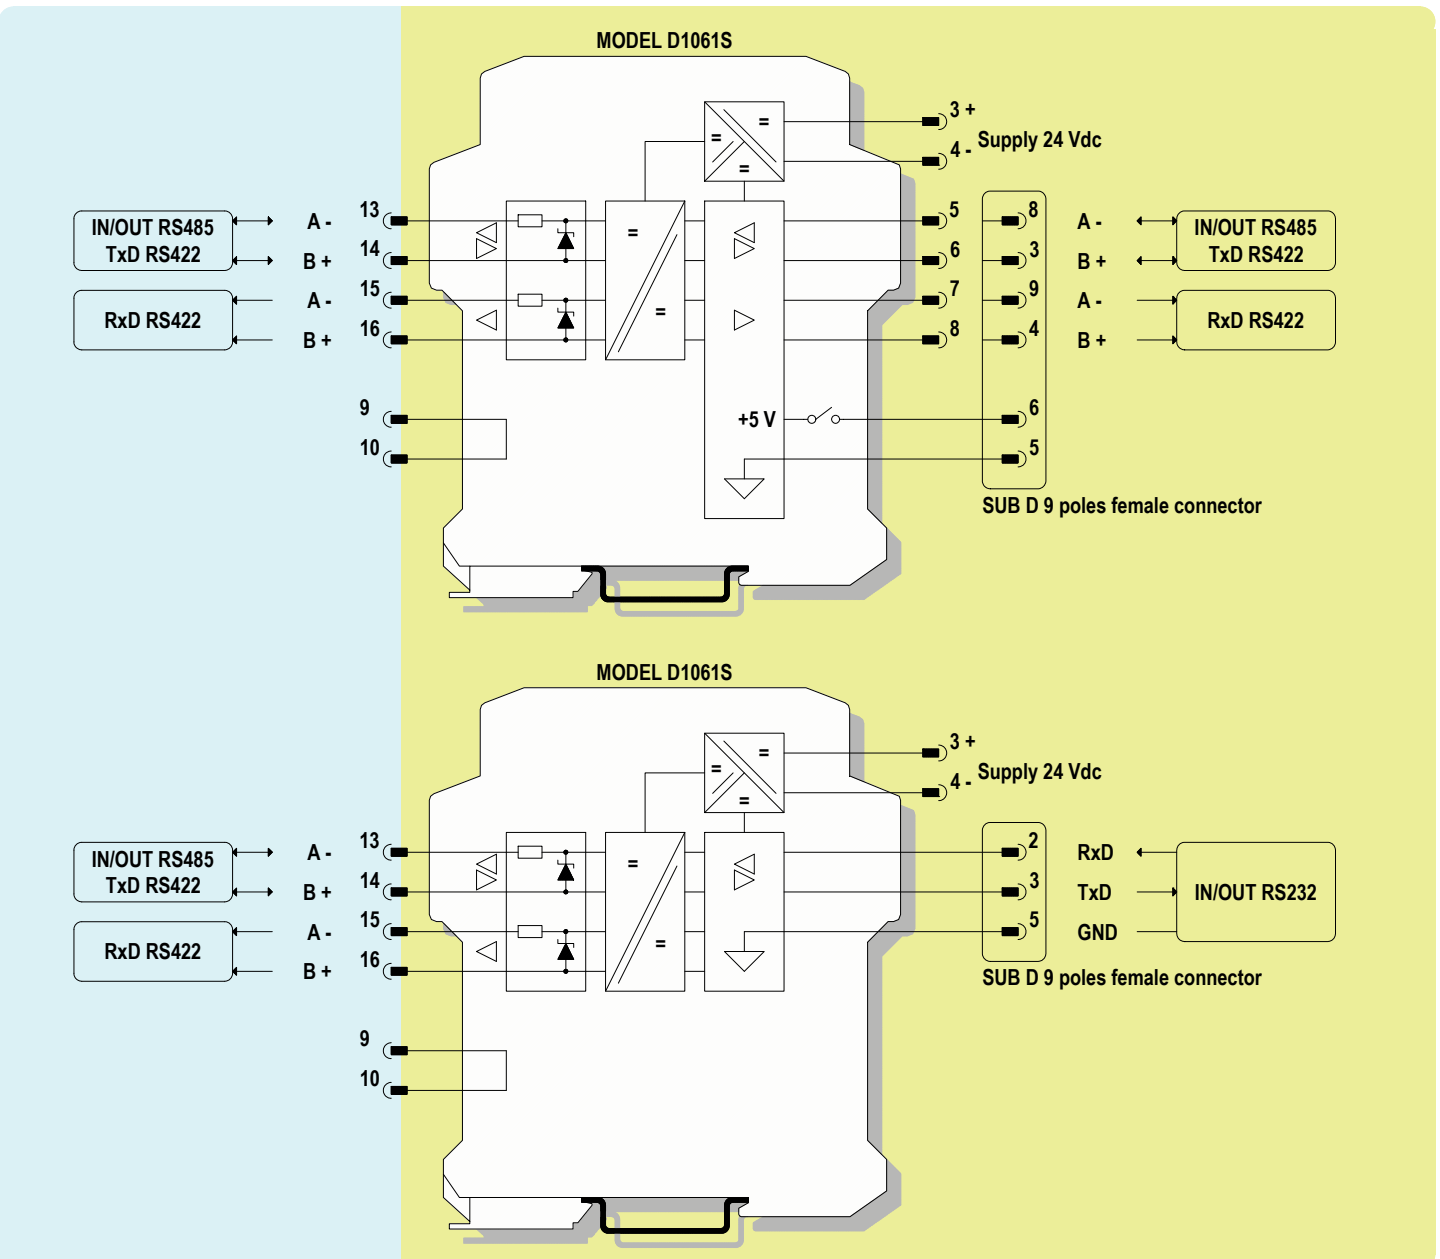 MODEL D1061S
3 +
Supply 24 Vdc
4 -
=
=
=
IN/OUT RS485
TxD RS422
A - 13
B + 14
RxD RS422
A - 15
B + 16
=
=
5 8 A -
6 3 B +
IN/OUT RS485
TxD RS422
7 9 A -
8 4 B +
RxD RS422
9
10
+5 V
6
5
SUB D 9 poles female connector
MODEL D1061S
3 +
Supply 24 Vdc
4 -
=
=
=
IN/OUT RS485
TxD RS422
A - 13
B + 14
RxD RS422
A - 15
B + 16
=
=
2 RxD
3 TxD
5 GND
IN/OUT RS232
SUB D 9 poles female connector
9
10